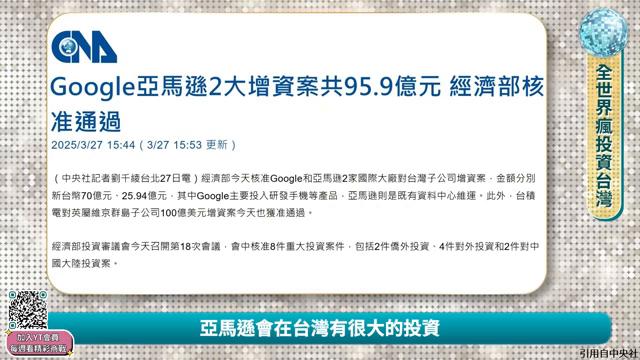 CNA
Google亞馬遜2大增資案共95.9億元 經濟部核
准通過
2025/3/27 15:44（3/27 15:53 更新）
（中央社記者劉千綾台北27日電）經濟部今天核准Google和亞馬遜2家國際大廠對台灣子公司增資案，金額分別
新台幣70億元、25.94億元，其中Google主要投入研發手機等產品，亞馬遜則是既有資料中心維運。此外，台積
電對英屬維京群島子公司100億美元增資案今天也獲准通過。
經濟部投資審議會今天召開第18次會議，會中核准8件重大投資案件，包括2件僑外投資、4件對外投資和2件對中
國大陸投資案。
全世界瘋投資台灣
加入YT會員
每週看精彩商戰
亞馬遜會在台灣有很大的投資
引用自中央社